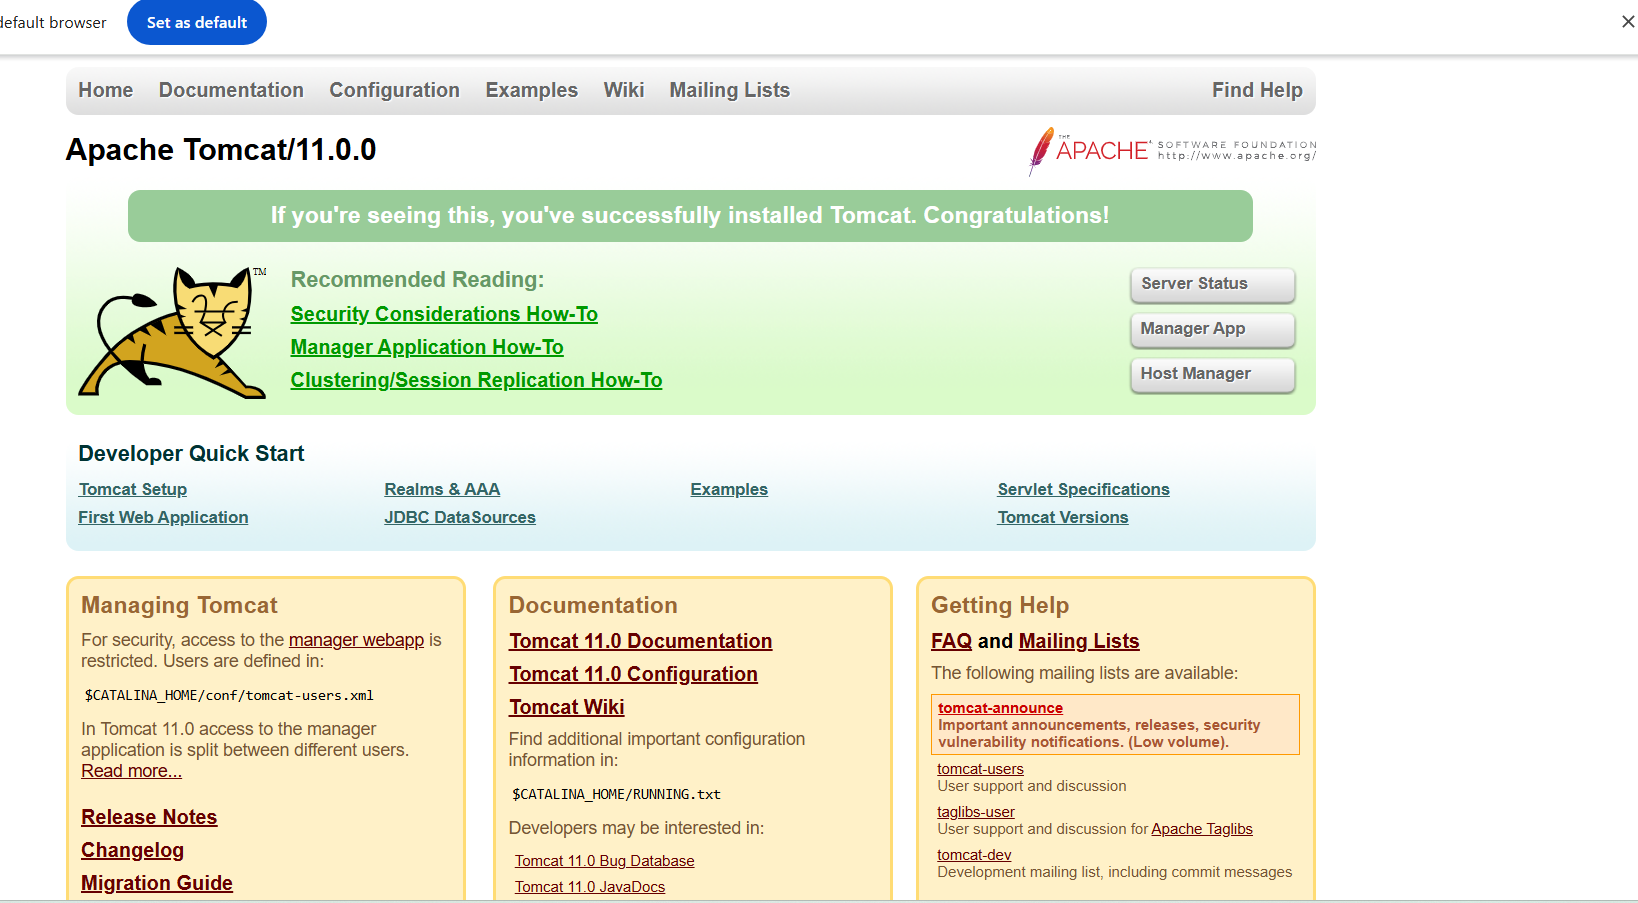 default browser Set as default
Home Documentation Configuration Examples Wiki Mailing Lists Find Help
Apache Tomcat/11.0.0
THE APACHE SOFTWARE FOUNDATION
http://www.apache.org/
If you're seeing this, you've successfully installed Tomcat. Congratulations!
TM
Recommended Reading:
Security Considerations How-To
Manager Application How-To
Clustering/Session Replication How-To
Server Status
Manager App
Host Manager
Developer Quick Start
Tomcat Setup
First Web Application
Realms & AAA
JDBC DataSources
Examples
Servlet Specifications
Tomcat Versions
Managing Tomcat
For security, access to the manager webapp is
restricted. Users are defined in:
$CATALINA_HOME/conf/tomcat-users.xml
In Tomcat 11.0 access to the manager
application is split between different users.
Read more...
Release Notes
Changelog
Migration Guide
Documentation
Tomcat 11.0 Documentation
Tomcat 11.0 Configuration
Tomcat Wiki
Find additional important configuration
information in:
$CATALINA_HOME/RUNNING.txt
Developers may be interested in:
Tomcat 11.0 Bug Database
Tomcat 11.0 JavaDocs
Getting Help
FAQ and Mailing Lists
The following mailing lists are available:
tomcat-announce
Important announcements, releases, security
vulnerability notifications. (Low volume).
tomcat-users
User support and discussion
taglibs-user
User support and discussion for Apache Taglibs
tomcat-dev
Development mailing list, including commit messages